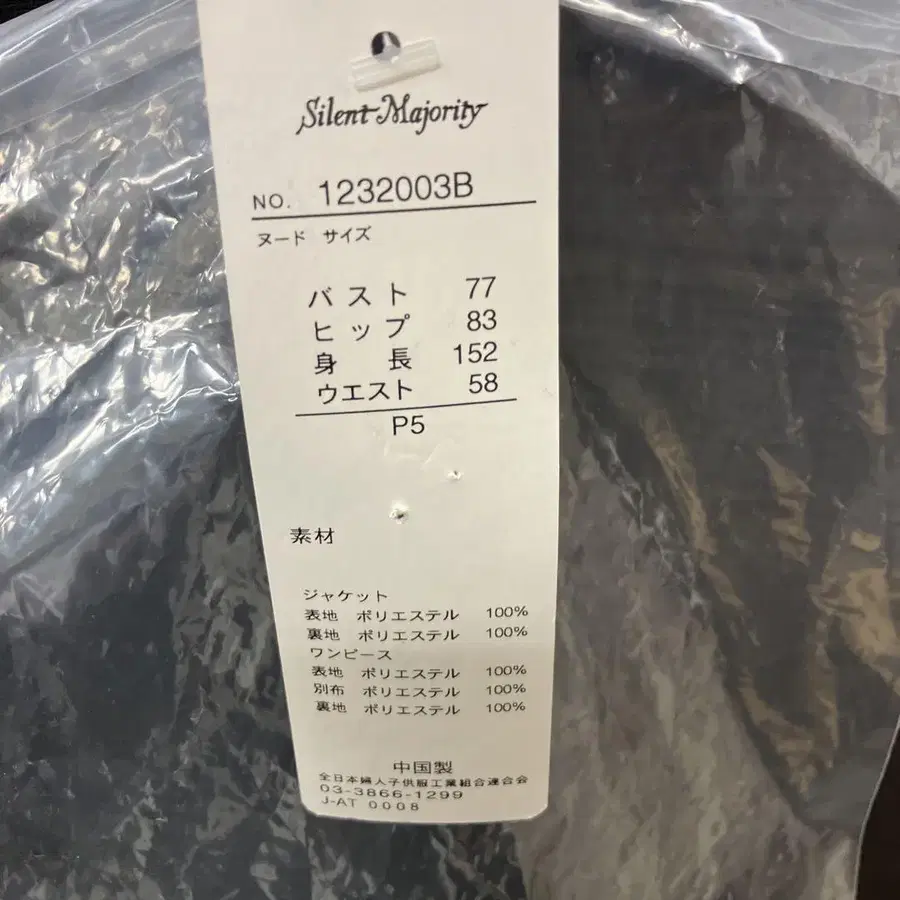 Silent Majority
NO. 1232003B
ヌード サイズ
バスト 77
ヒップ 83
身長 152
ウエスト 58
P5
素材
ジャケット
表地 ポリエステル 100%
裏地 ポリエステル 100%
ワンピース
表地 ポリエステル 100%
別布 ポリエステル 100%
裏地 ポリエステル 100%
中国製
全日本婦人子供服工業組合連合会
03-3866-1299
J-AT 0008